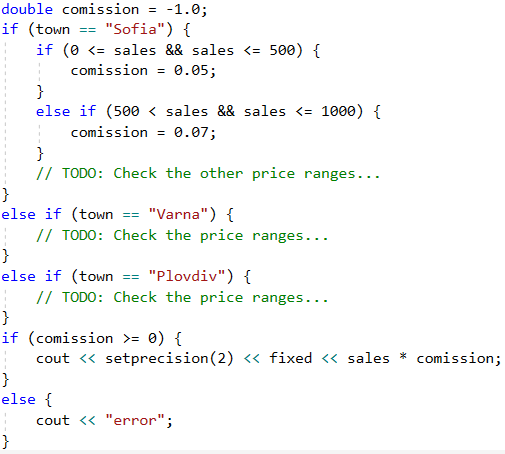 double comission = -1.0;
if (town == "Sofia") {
    if (0 <= sales && sales <= 500) {
        comission = 0.05;
    }
    else if (500 < sales && sales <= 1000) {
        comission = 0.07;
    }
    // TODO: Check the other price ranges...
}
else if (town == "Varna") {
    // TODO: Check the price ranges...
}
else if (town == "Plovdiv") {
    // TODO: Check the price ranges...
}
if (comission >= 0) {
    cout << setprecision(2) << fixed << sales * comission;
}
else {
    cout << "error";
}